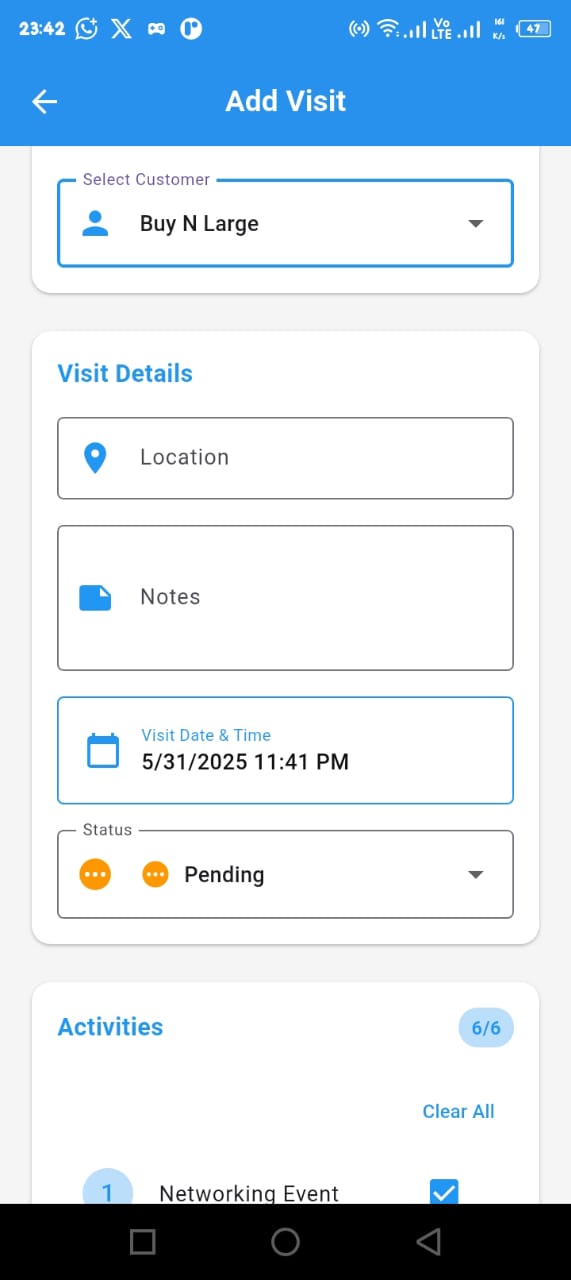 23:42
Vo
LTE
161
K/s
47
Add Visit
Select Customer
Buy N Large
Visit Details
Location
Notes
Visit Date & Time
5/31/2025 11:41 PM
Status
Pending
Activities
6/6
Clear All
1
Networking Event